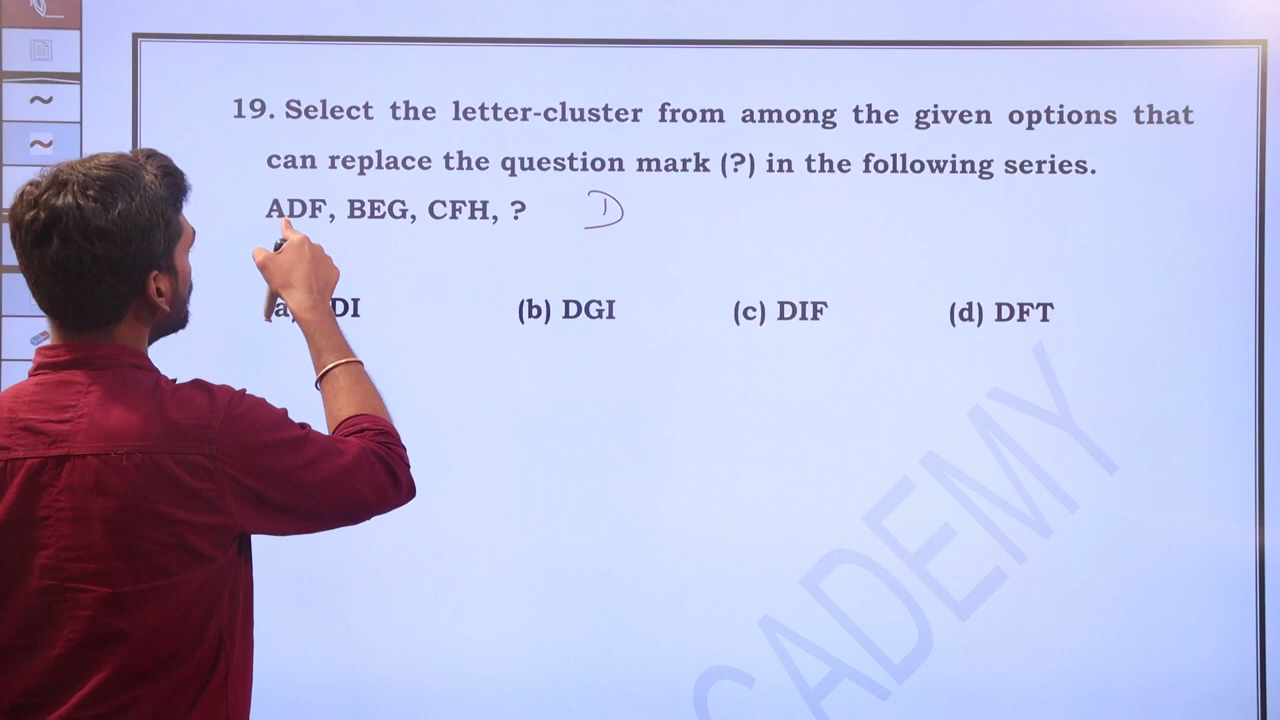 19. Select the letter-cluster from among the given options that
can replace the question mark (?) in the following series.
ADF, BEG, CFH, ? D
(b) DGI (c) DIF (d) DFT
CADEMY